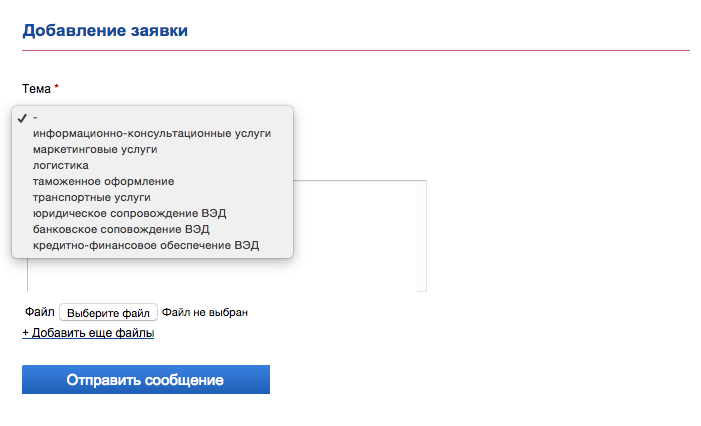 Добавление заявки
Тема *
✓ -
информационно-консультационные услуги
маркетинговые услуги
логистика
таможенное оформление
транспортные услуги
юридическое сопровождение ВЭД
банковское соповождение ВЭД
кредитно-финансовое обеспечение ВЭД
Файл Выберите файл Файл не выбран
+ Добавить еще файлы
Отправить сообщение